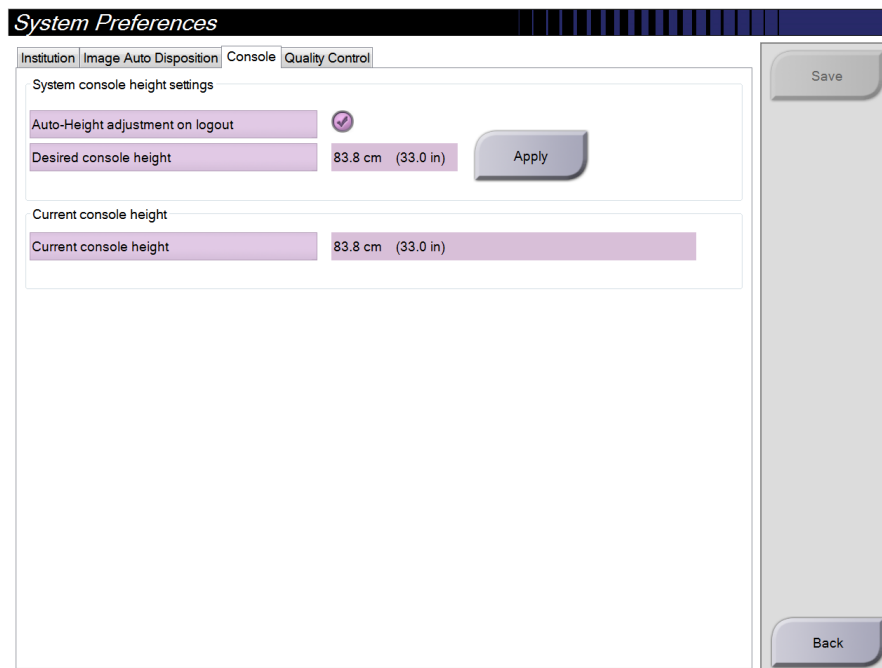 System Preferences
Institution Image Auto Disposition Console Quality Control
Save
System console height settings
Auto-Height adjustment on logout
Desired console height 83.8 cm (33.0 in) Apply
Current console height
Current console height 83.8 cm (33.0 in)
Back